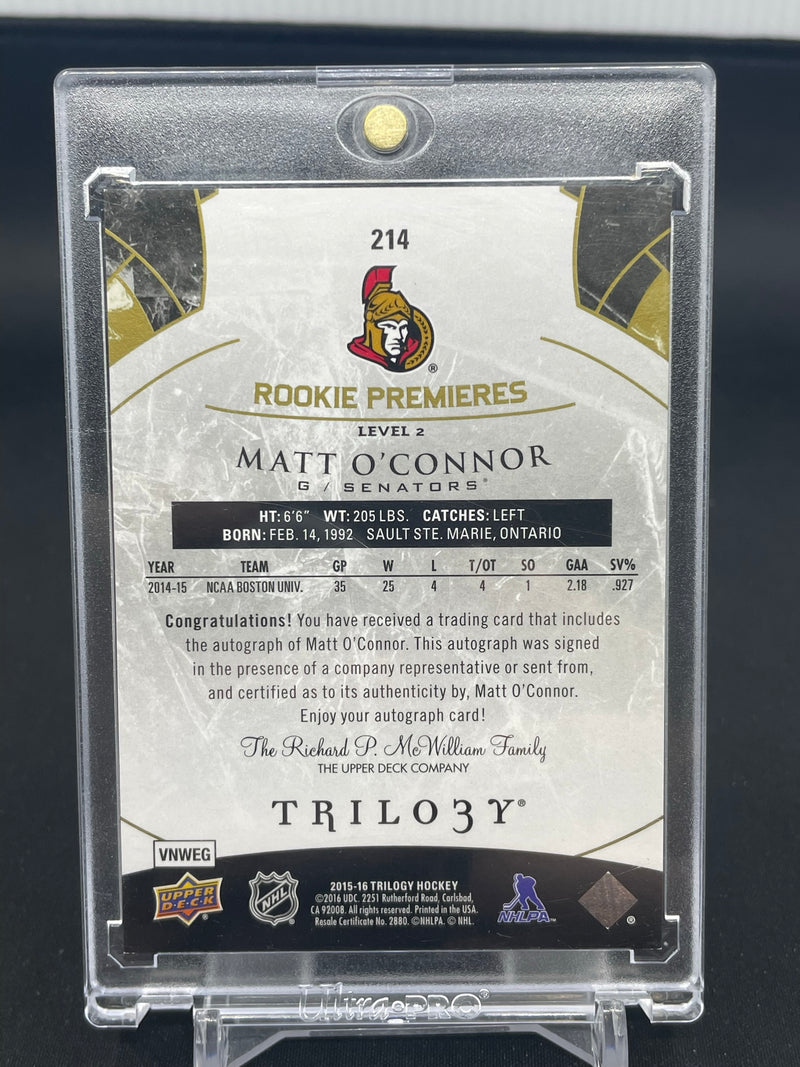 214
®
ROOKIE PREMIERES
LEVEL 2
MATT O'CONNOR
G / SENATORS®
HT: 6'6" WT: 205 LBS. CATCHES: LEFT
BORN: FEB. 14, 1992 SAULT STE. MARIE, ONTARIO
YEAR TEAM GP W L T/OT SO GAA SV%
2014-15 NCAA BOSTON UNIV. 35 25 4 4 1 2.18 .927
Congratulations! You have received a trading card that includes
the autograph of Matt O'Connor. This autograph was signed
in the presence of a company representative or sent from,
and certified as to its authenticity by, Matt O'Connor.
Enjoy your autograph card!
The Richard P. McWilliam Family
THE UPPER DECK COMPANY
TRILO3Y®
VNWEG
UPPER DECK
NHL
2015-16 TRILOGY HOCKEY
©2016 UDC. 2251 Rutherford Road, Carlsbad,
CA 92008. All rights reserved. Printed in the USA.
Resale Certificate No. 2880. ©NHLPA. © NHL.
NHLPA
®
Ultra·PRO®